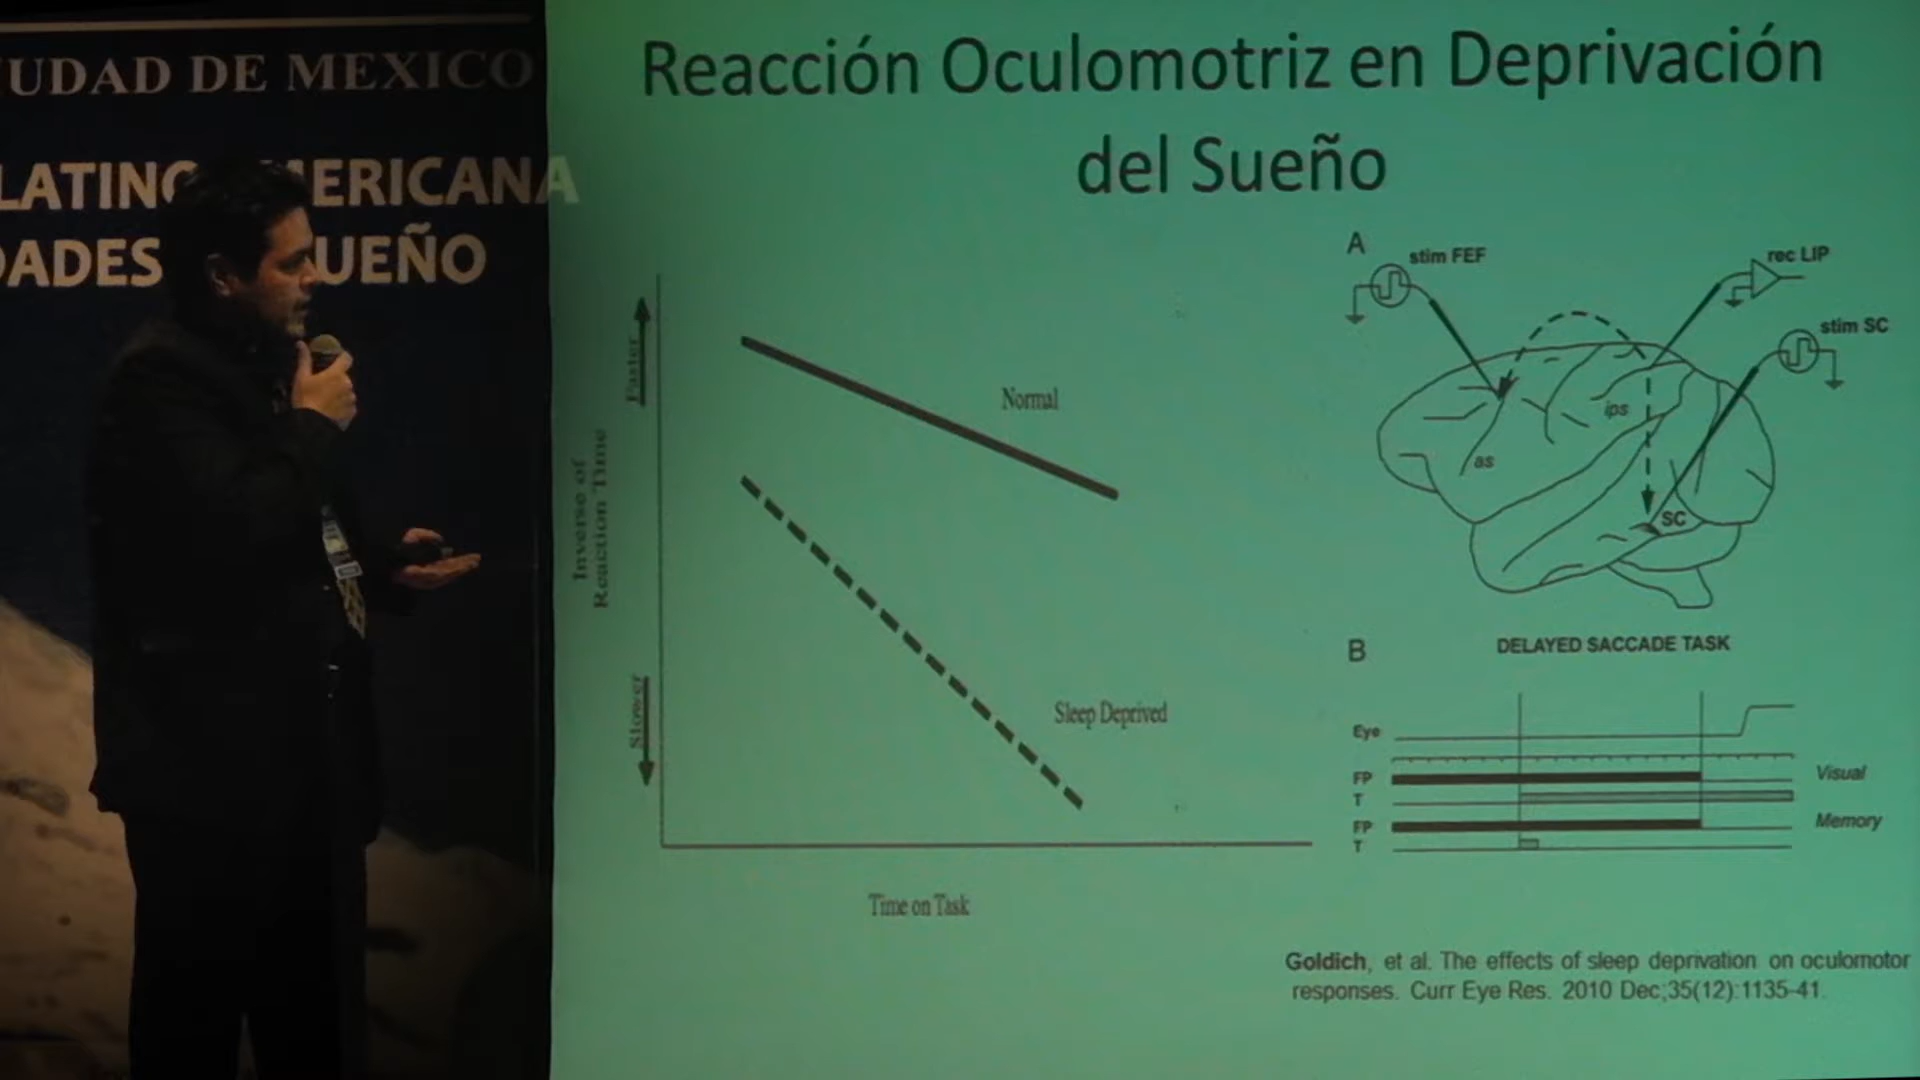 UDAD DE MEXICO
LATINO MERICANA
DADES UEÑO
Reacción Oculomotriz en Deprivación
del Sueño
Faster
Inverse of
Reaction Time
Slower
Normal
Sleep Deprived
Time on Task
A
stim FEF
rec LIP
stim SC
ips
as
SC
B
DELAYED SACCADE TASK
Eye
FP
T
Visual
FP
T
Memory
Goldich, et al. The effects of sleep deprivation on oculomotor
responses. Curr Eye Res. 2010 Dec;35(12):1135-41.